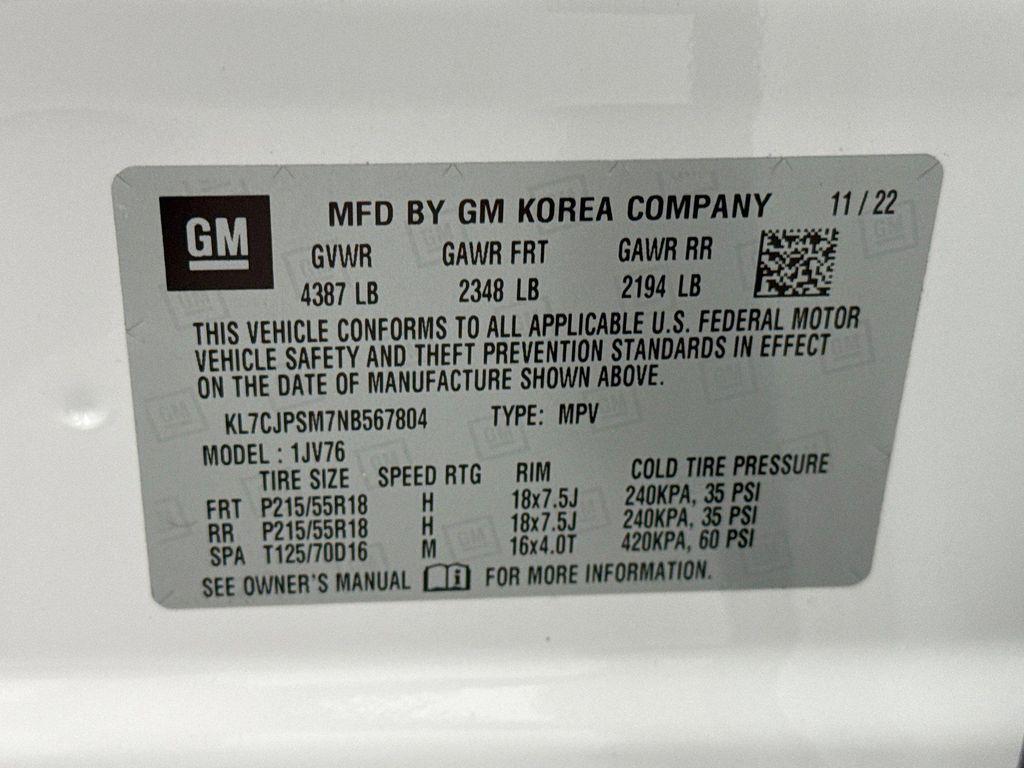 GM
MFD BY GM KOREA COMPANY 11 / 22
GVWR GAWR FRT GAWR RR
4387 LB 2348 LB 2194 LB
THIS VEHICLE CONFORMS TO ALL APPLICABLE U.S. FEDERAL MOTOR
VEHICLE SAFETY AND THEFT PREVENTION STANDARDS IN EFFECT
ON THE DATE OF MANUFACTURE SHOWN ABOVE.
KL7CJPSM7NB567804 TYPE: MPV
MODEL : 1JV76
TIRE SIZE SPEED RTG RIM COLD TIRE PRESSURE
FRT P215/55R18 H 18x7.5J 240KPA, 35 PSI
RR P215/55R18 H 18x7.5J 240KPA, 35 PSI
SPA T125/70D16 M 16x4.0T 420KPA, 60 PSI
SEE OWNER'S MANUAL FOR MORE INFORMATION.